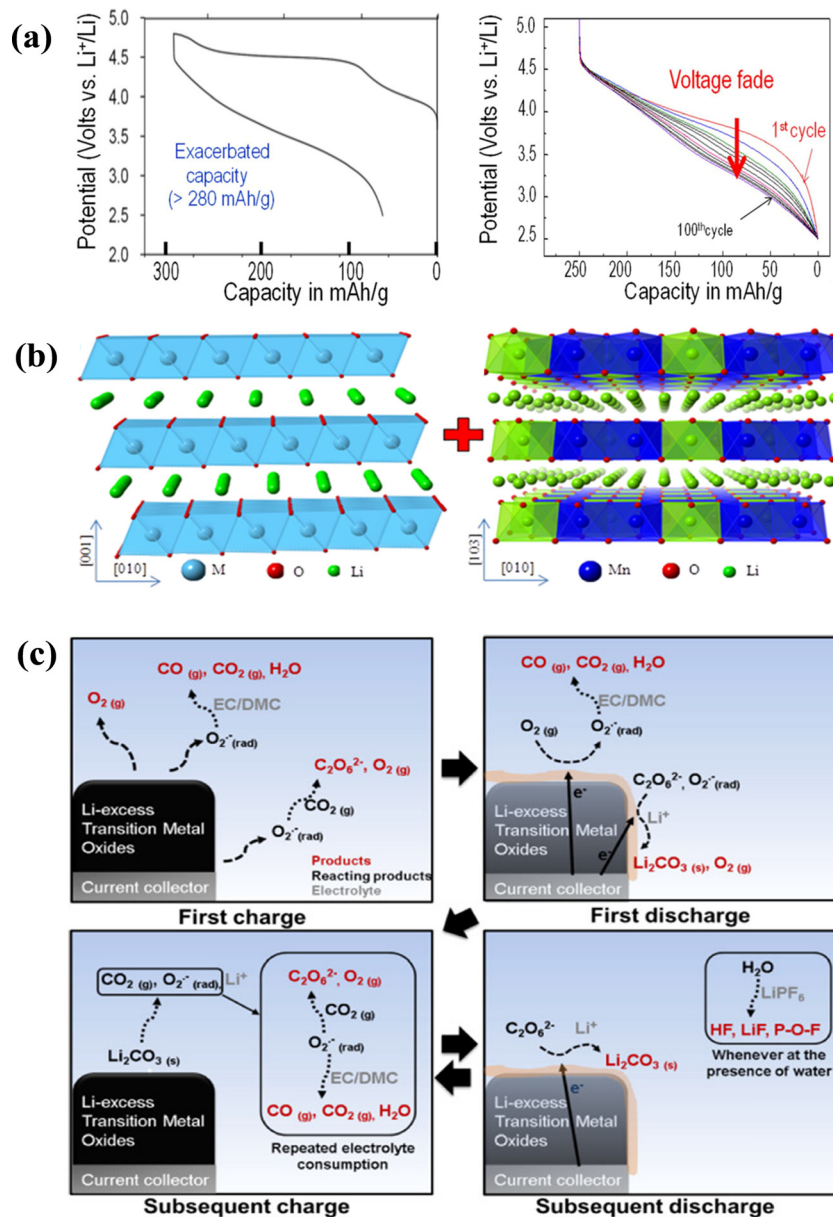 (a)
Potential (Volts vs. Li⁺/Li)
5.0
4.5
4.0
3.5
3.0
2.5
2.0
Exacerbated
capacity
(> 280 mAh/g)
300 200 100 0
Capacity in mAh/g
Potential (Volts vs. Li⁺/Li)
5.0
4.5
4.0
3.5
3.0
2.5
Voltage fade
1ˢᵗ cycle
100ᵗʰ cycle
250 200 150 100 50 0
Capacity in mAh/g
(b)
[001]
[010]
M O Li
[103]
[010]
Mn O Li
(c)
CO (g), CO₂ (g), H₂O
O₂ (g)
EC/DMC
O₂·⁻ (rad)
C₂O₆²⁻, O₂ (g)
CO₂ (g)
O₂·⁻ (rad)
Li-excess
Transition Metal
Oxides
Products
Reacting products
Electrolyte
Current collector
First charge
CO (g), CO₂ (g), H₂O
EC/DMC
O₂ (g)
O₂·⁻ (rad)
C₂O₆²⁻, O₂·⁻ (rad)
Li-excess
Transition Metal
Oxides
e⁻
Li⁺
e⁻
Li₂CO₃ (s), O₂ (g)
Current collector
First discharge
CO₂ (g), O₂·⁻ (rad), Li⁺
C₂O₆²⁻, O₂ (g)
CO₂ (g)
O₂·⁻ (rad)
Li₂CO₃ (s)
EC/DMC
CO (g), CO₂ (g), H₂O
Li-excess
Transition Metal
Oxides
Repeated electrolyte
consumption
Current collector
Subsequent charge
H₂O
LiPF₆
HF, LiF, P-O-F
Whenever at the
presence of water
C₂O₆²⁻
Li⁺
Li₂CO₃ (s)
e⁻
Li-excess
Transition Metal
Oxides
Current collector
Subsequent discharge